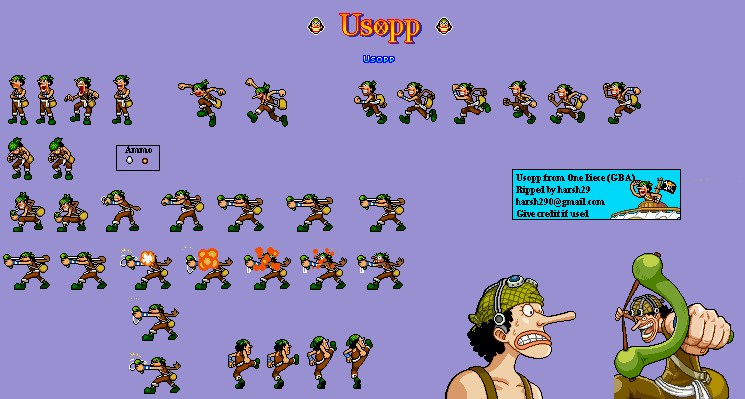 Usopp
Usopp
Ammo
Usopp from One Piece (GBA)
Ripped by harsh29
harsh290@gmail.com
Give credit if used